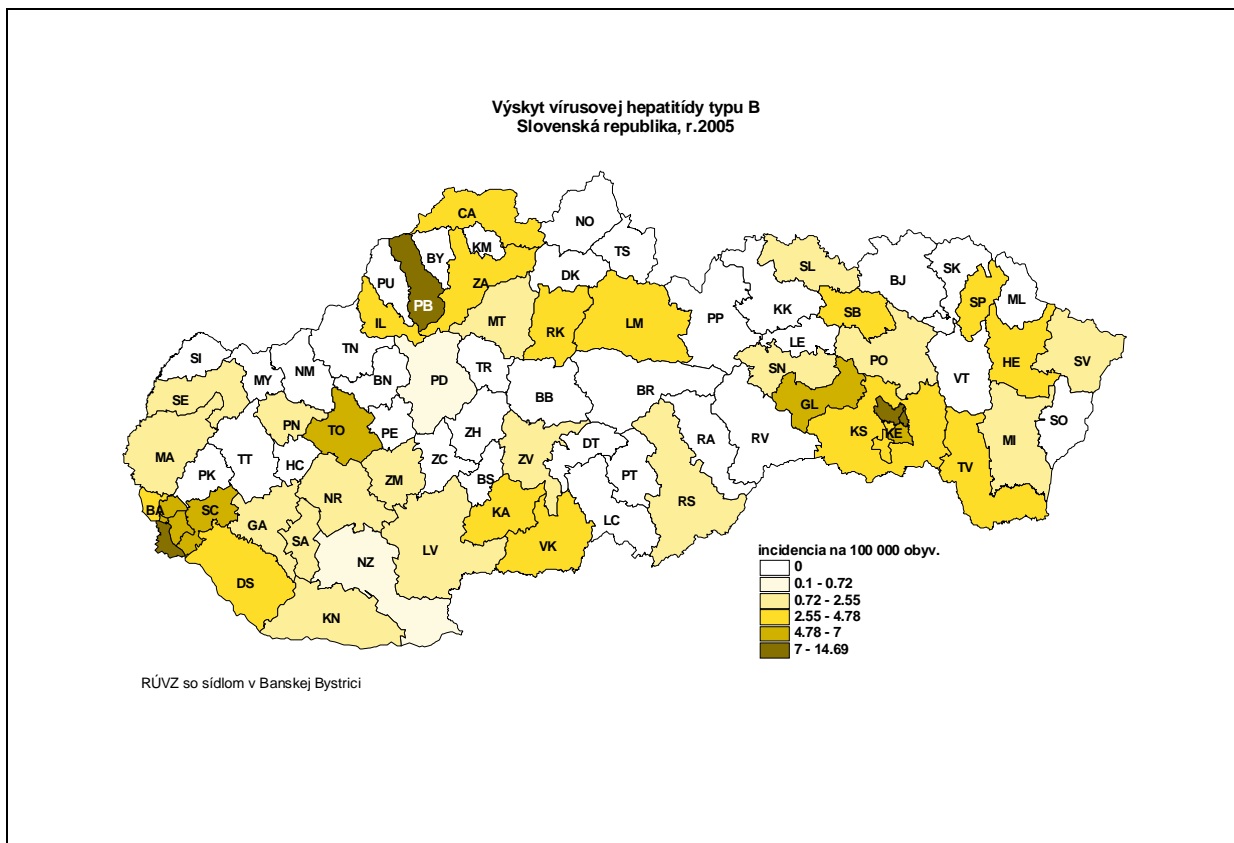 Výskyt vírusovej hepatitídy typu B
Slovenská republika, r.2005
CA
NO
KM
TS
BY
DK
PU
ZA
PB
IL
MT
RK
LM
PP
SL
KK
BJ
SK
SP
ML
SB
LE
PO
VT
HE
SV
SN
GL
KS
KE
TV
MI
SO
SI
MY
NM
TN
BN
PD
TR
BB
BR
SE
PN
TO
PE
ZH
ZC
BS
ZV
DT
PT
RA
RV
MA
PK
TT
HC
NR
ZM
KA
VK
LC
RS
BA
SC
GA
SA
NZ
LV
DS
KN
incidencia na 100 000 obyv.
0
0.1 - 0.72
0.72 - 2.55
2.55 - 4.78
4.78 - 7
7 - 14.69
RÚVZ so sídlom v Banskej Bystrici